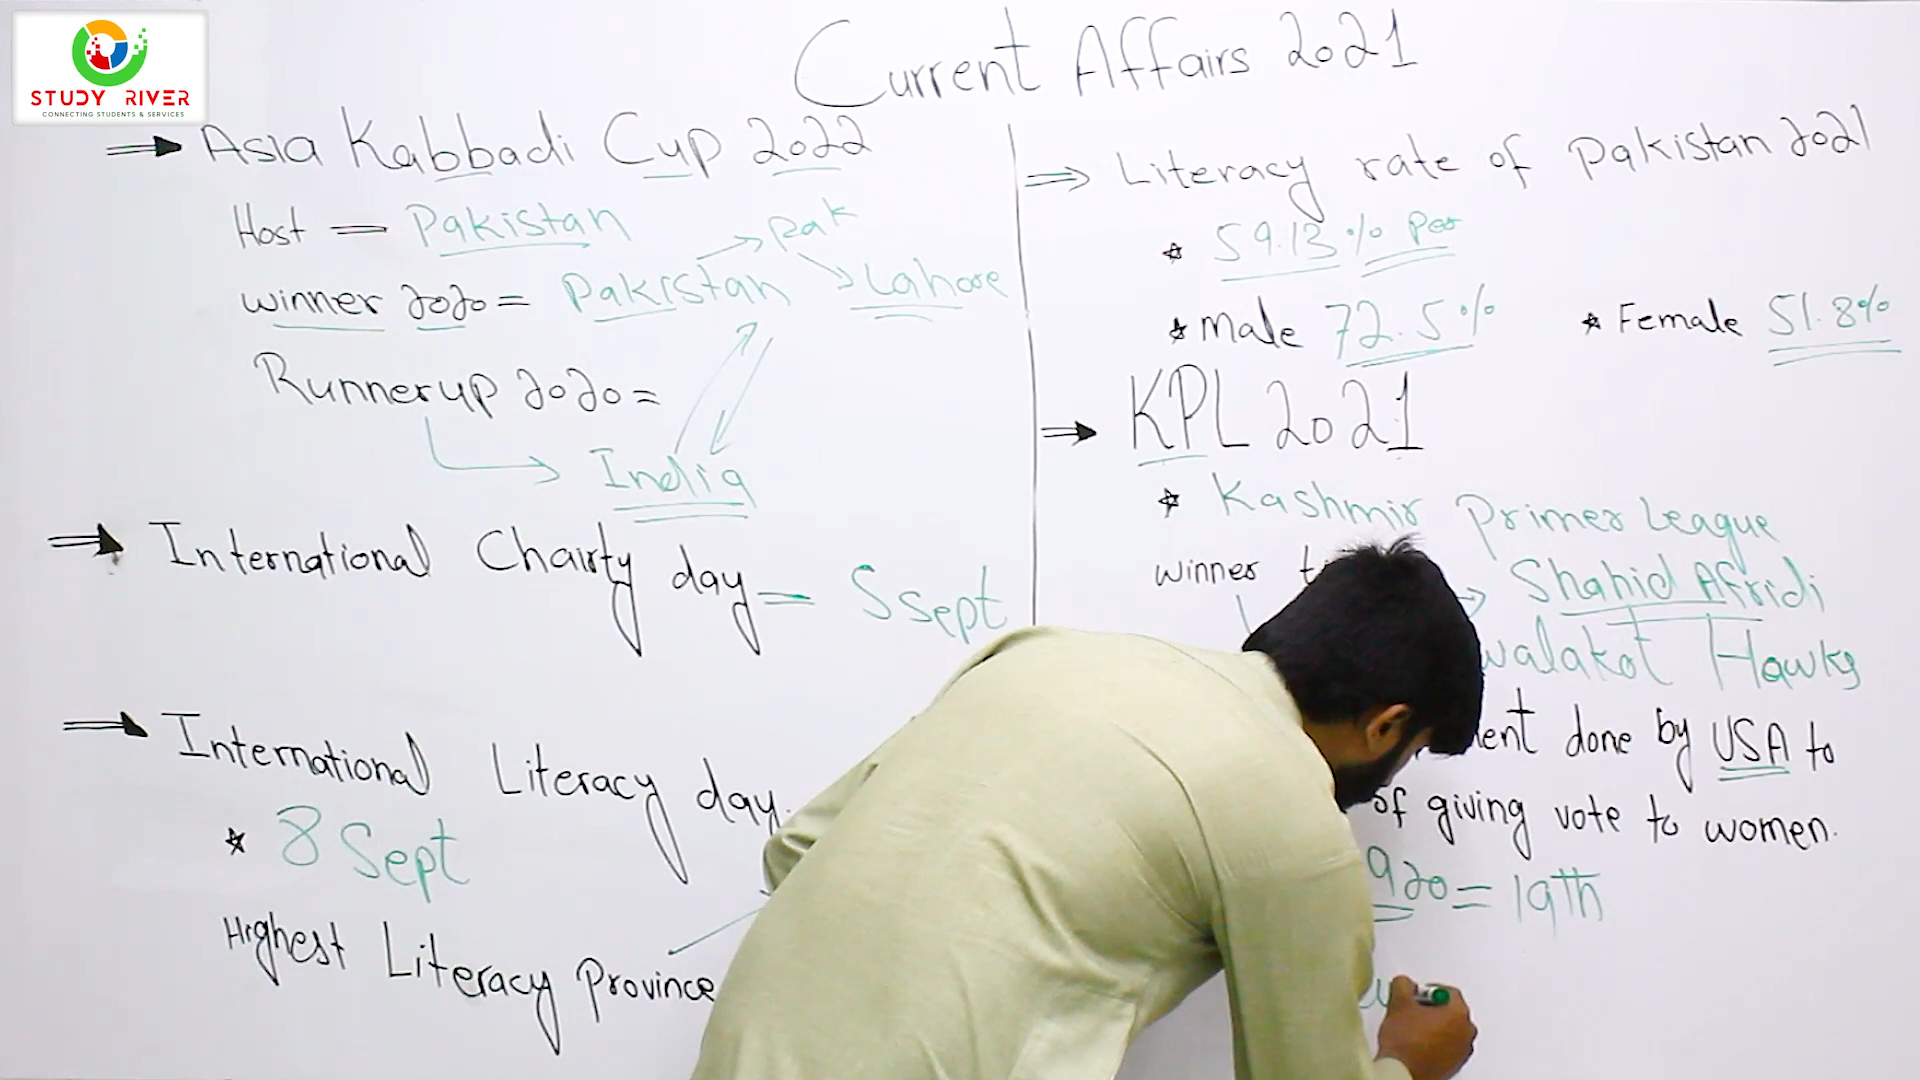 STUDY RIVER
CONNECTING STUDENTS & SERVICES
Current Affairs 2021
Asia Kabbadi Cup 2022
Host = Pakistan
winner 2020 = Pakistan → Pak
Lahore
Runnerup 2020 =
India
International Chairty day = 5 sept
International Literacy day.
* 8 Sept
Highest Literacy Province
Literacy rate of Pakistan 2021
* 59.13 % Per
* Male 72.5% * Female 51.8%
KPL 2021
* Kashmir Primer League
winner
Shahid Afridi
walakot Hawks
ent done by USA to
of giving vote to women.
920 = 19th